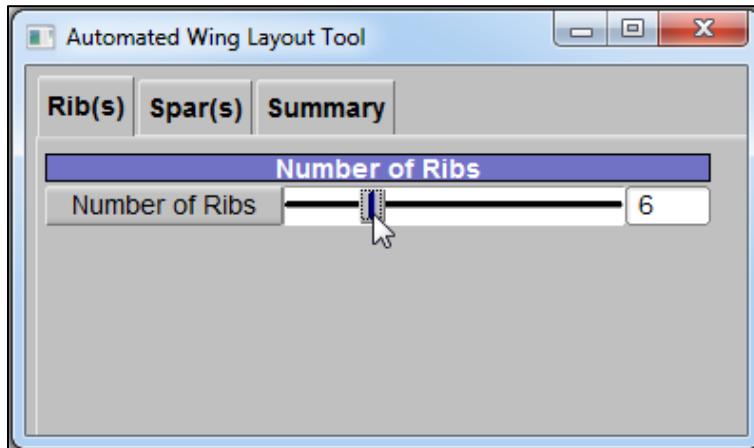 Automated Wing Layout Tool
Rib(s) Spar(s) Summary
Number of Ribs
Number of Ribs 6